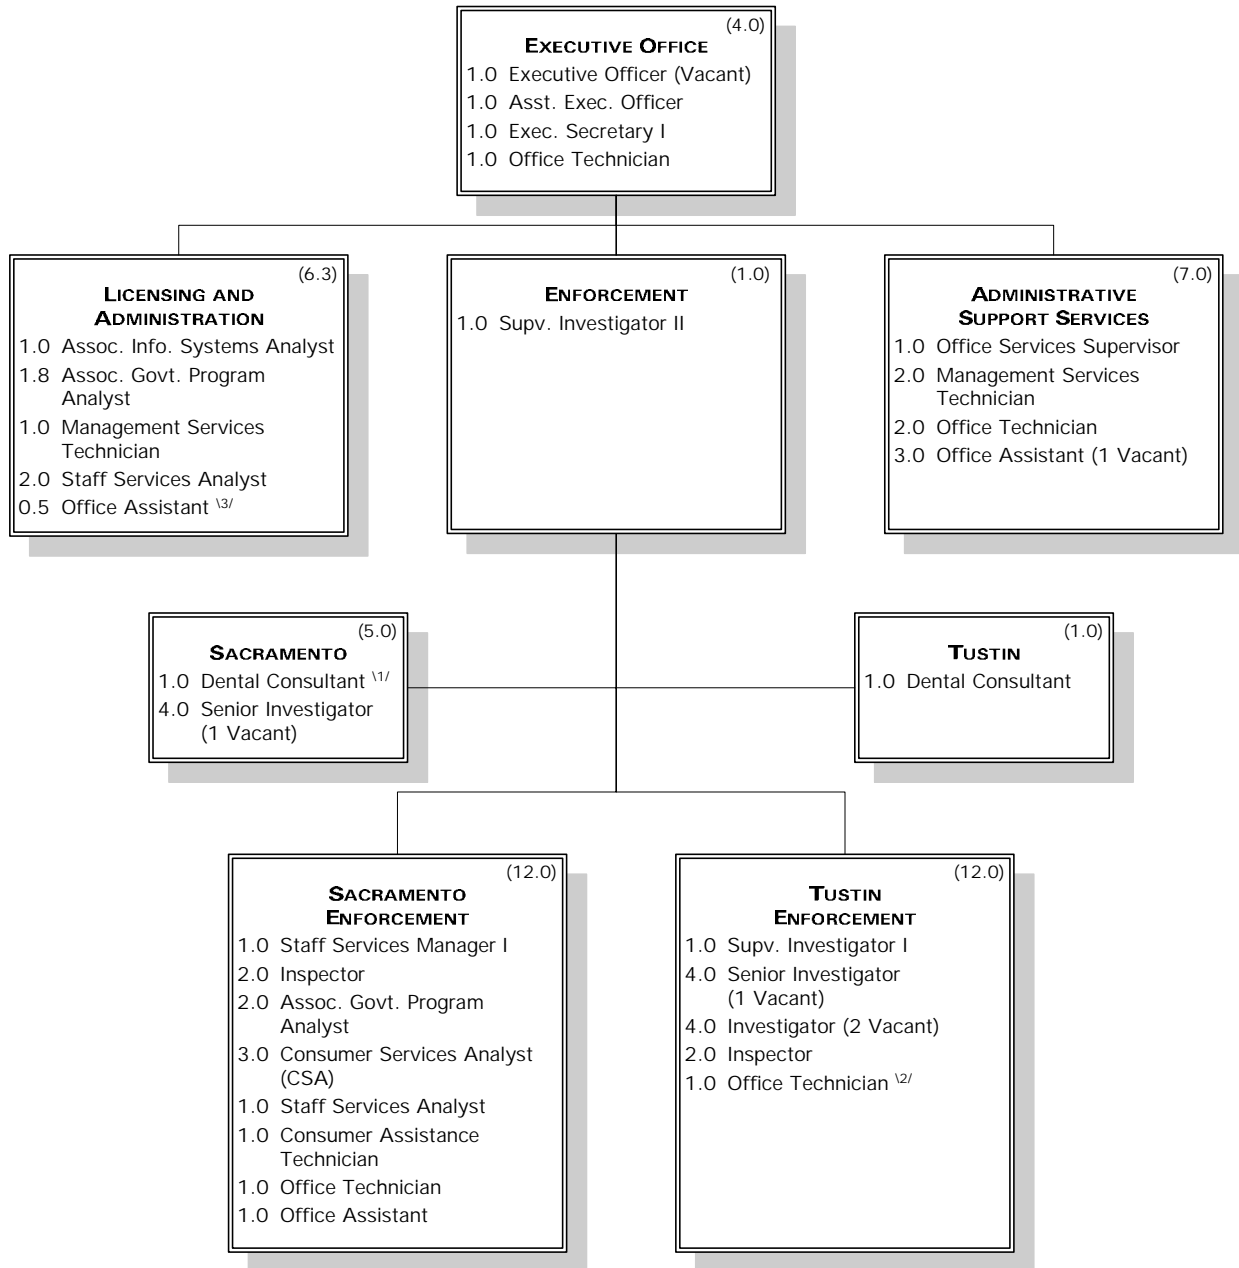 (4.0)
EXECUTIVE OFFICE
1.0 Executive Officer (Vacant)
1.0 Asst. Exec. Officer
1.0 Exec. Secretary I
1.0 Office Technician
(6.3)
LICENSING AND
ADMINISTRATION
1.0 Assoc. Info. Systems Analyst
1.8 Assoc. Govt. Program
Analyst
1.0 Management Services
Technician
2.0 Staff Services Analyst
0.5 Office Assistant \3/
(1.0)
ENFORCEMENT
1.0 Supv. Investigator II
(7.0)
ADMINISTRATIVE
SUPPORT SERVICES
1.0 Office Services Supervisor
2.0 Management Services
Technician
2.0 Office Technician
3.0 Office Assistant (1 Vacant)
(5.0)
SACRAMENTO
1.0 Dental Consultant \1/
4.0 Senior Investigator
(1 Vacant)
(1.0)
TUSTIN
1.0 Dental Consultant
(12.0)
SACRAMENTO
ENFORCEMENT
1.0 Staff Services Manager I
2.0 Inspector
2.0 Assoc. Govt. Program
Analyst
3.0 Consumer Services Analyst
(CSA)
1.0 Staff Services Analyst
1.0 Consumer Assistance
Technician
1.0 Office Technician
1.0 Office Assistant
(12.0)
TUSTIN
ENFORCEMENT
1.0 Supv. Investigator I
4.0 Senior Investigator
(1 Vacant)
4.0 Investigator (2 Vacant)
2.0 Inspector
1.0 Office Technician \2/